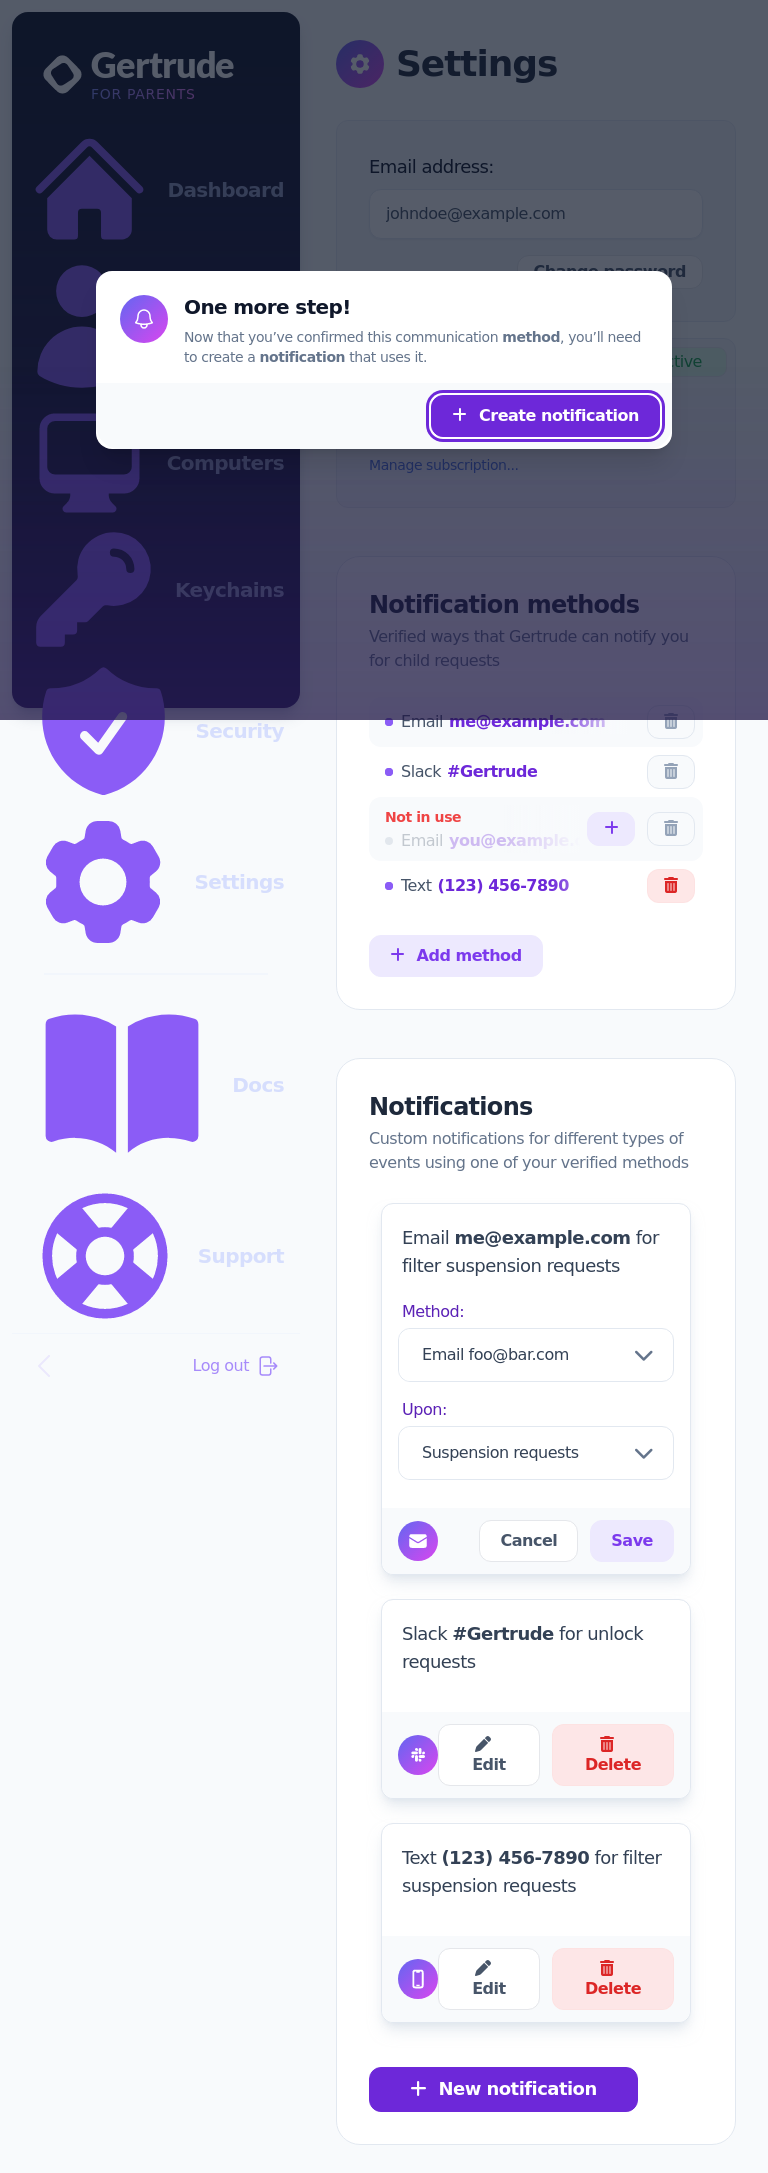 Gertrude
FOR PARENTS
Dashboard
Computers
Keychains
Security
Settings
Docs
Support
Log out
Settings
Email address:
johndoe@example.com
Change password
One more step!
Now that you’ve confirmed this communication method, you’ll need
to create a notification that uses it.
Create notification
Manage subscription...
Notification methods
Verified ways that Gertrude can notify you
for child requests
Email me@example.com
Slack #Gertrude
Not in use
Email you@example.
Text (123) 456-7890
Add method
Notifications
Custom notifications for different types of
events using one of your verified methods
Email me@example.com for
filter suspension requests
Method:
Email foo@bar.com
Upon:
Suspension requests
Cancel
Save
Slack #Gertrude for unlock
requests
Edit
Delete
Text (123) 456-7890 for filter
suspension requests
Edit
Delete
New notification